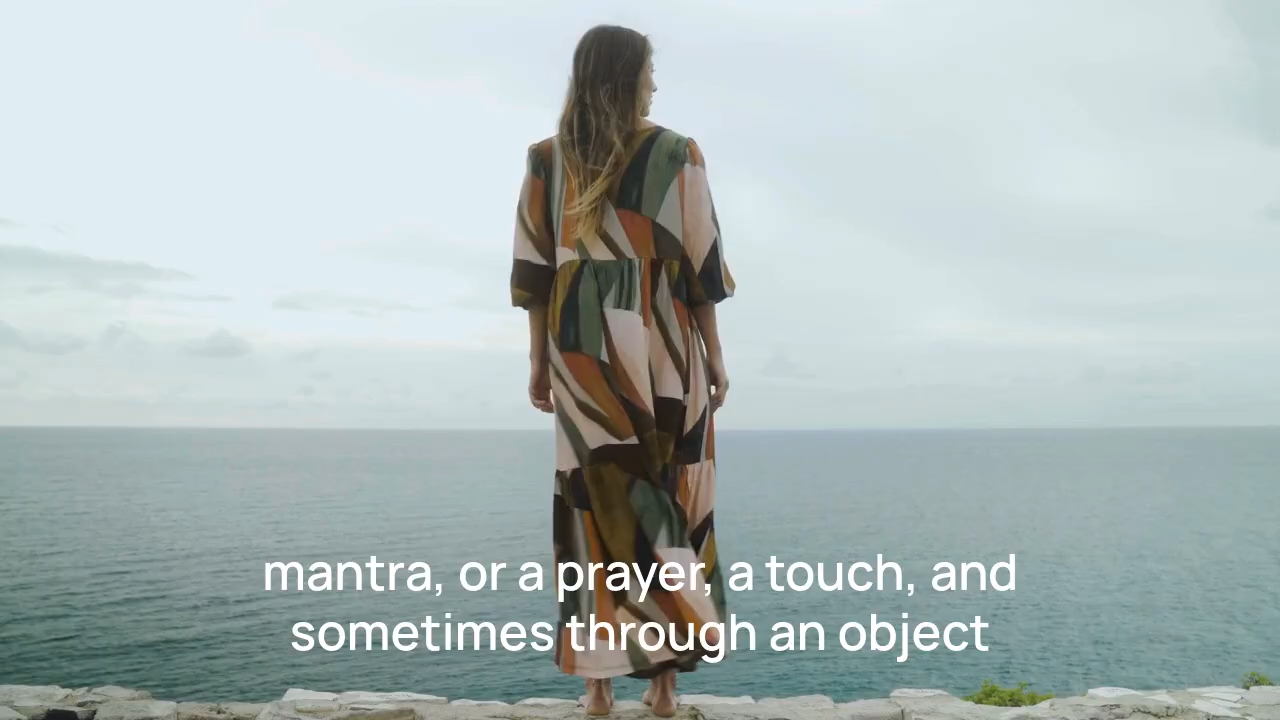 mantra, or a prayer, a touch, and
sometimes through an object